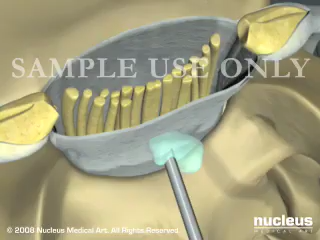 SAMPLE USE ONLY
nucleus
MEDICAL ART
© 2008 Nucleus Medical Art. All Rights Reserved